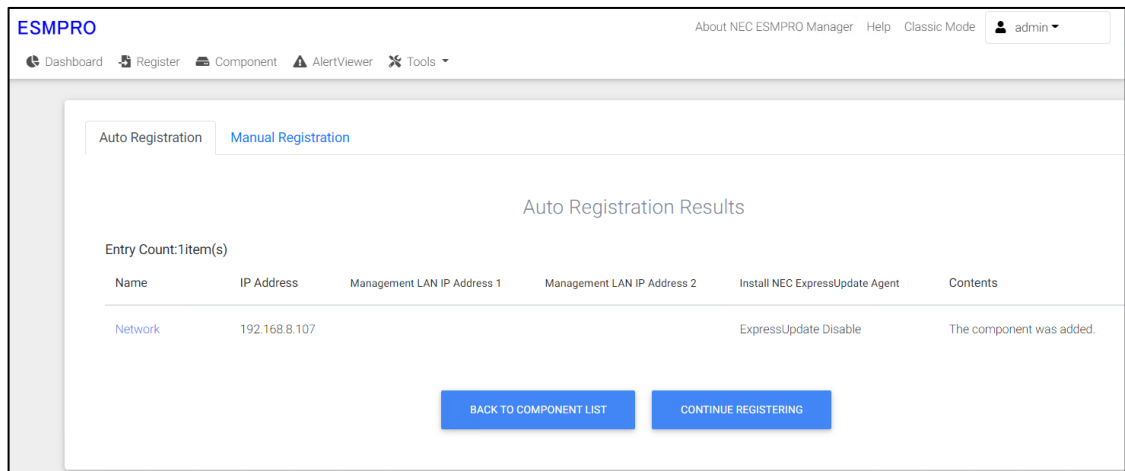 ESMPRO
About NEC ESMPRO Manager Help Classic Mode admin
Dashboard Register Component AlertViewer Tools
Auto Registration Manual Registration
Auto Registration Results
Entry Count:1item(s)
Name IP Address Management LAN IP Address 1 Management LAN IP Address 2 Install NEC ExpressUpdate Agent Contents
Network 192.168.8.107 ExpressUpdate Disable The component was added.
BACK TO COMPONENT LIST CONTINUE REGISTERING